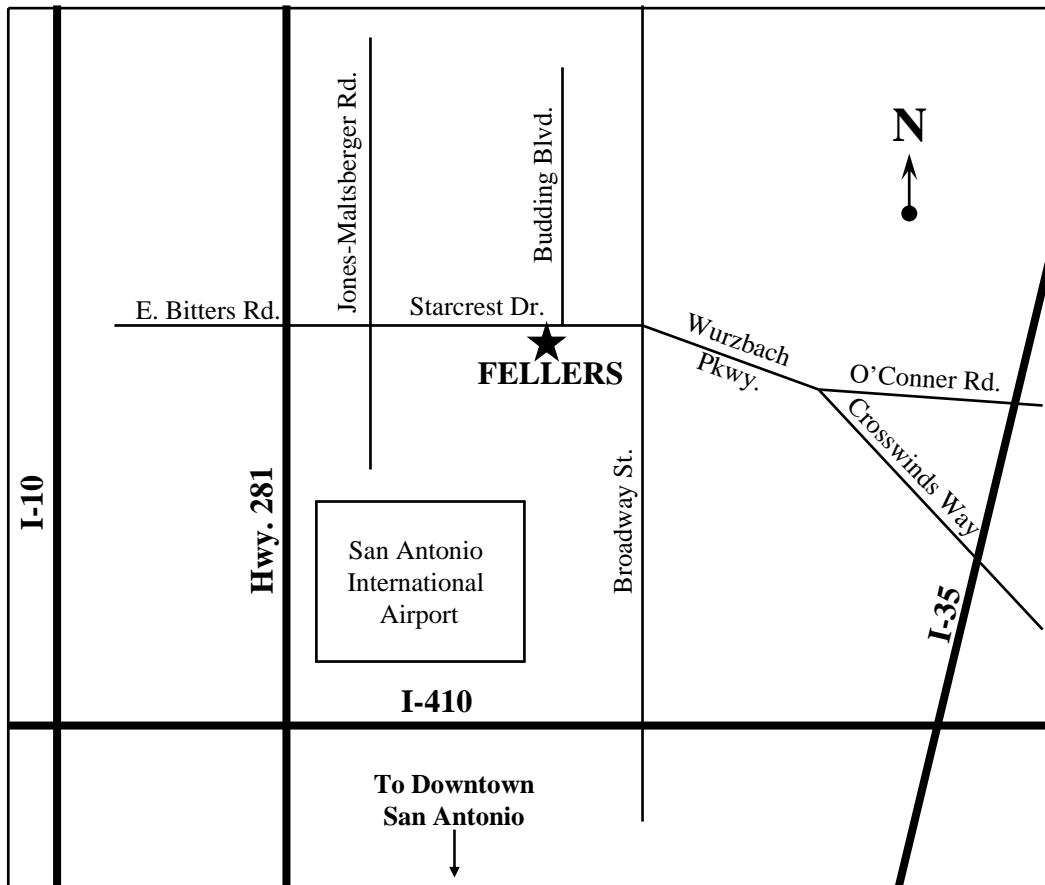 N
Jones-Maltsberger Rd.
Budding Blvd.
E. Bitters Rd.
Starcrest Dr.
Wurzbach
Pkwy.
FELLERS
O'Conner Rd.
Crosswinds Way
I-10
Hwy. 281
Broadway St.
San Antonio
International
Airport
I-35
I-410
To Downtown
San Antonio